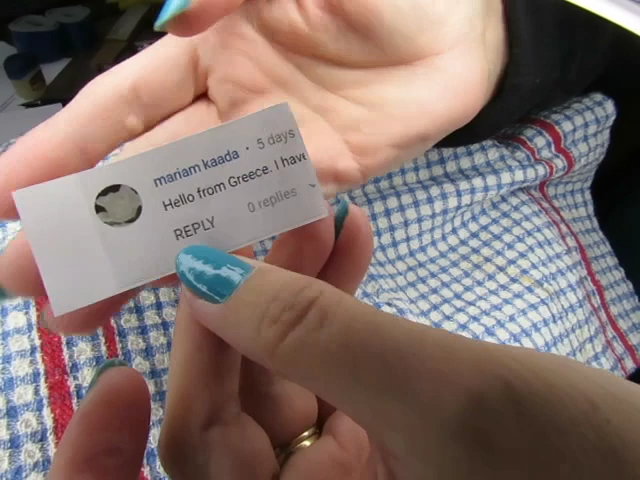 mariam kaada · 5 days
Hello from Greece. I have
REPLY 0 replies